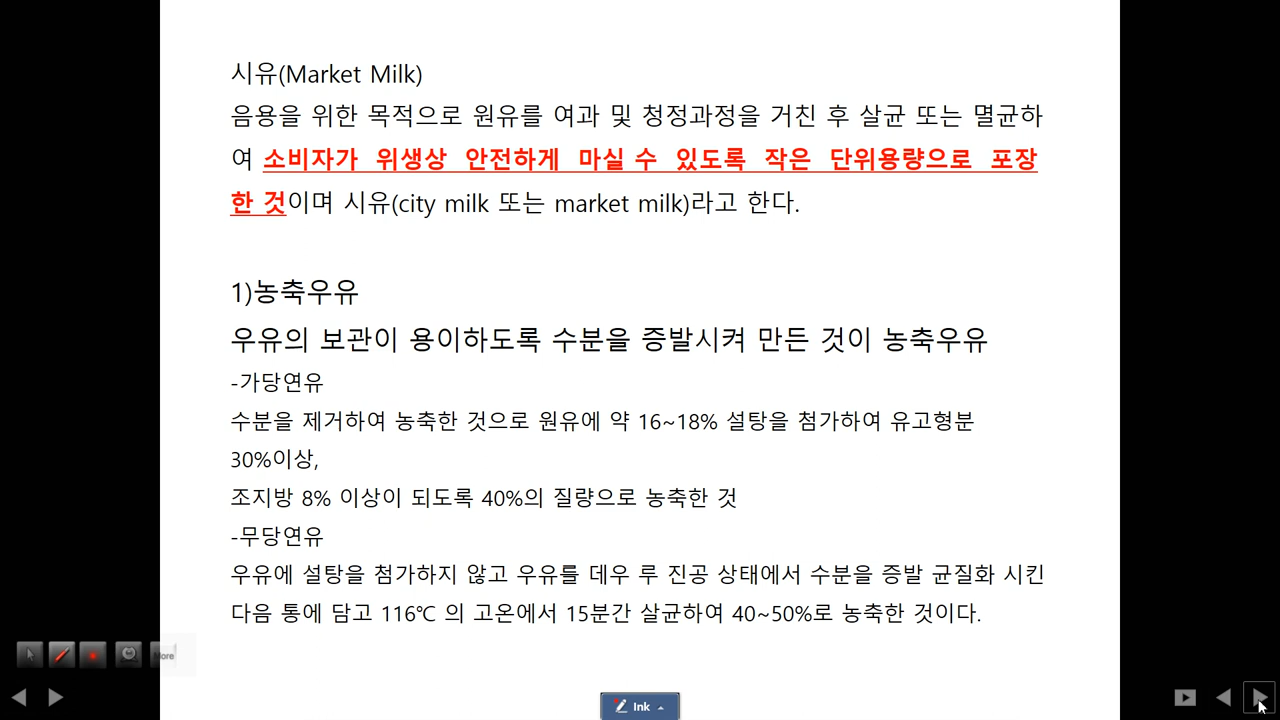 시유(Market Milk)
음용을 위한 목적으로 원유를 여과 및 청정과정을 거친 후 살균 또는 멸균하
여 소비자가 위생상 안전하게 마실 수 있도록 작은 단위용량으로 포장
한 것이며 시유(city milk 또는 market milk)라고 한다.
1)농축우유
우유의 보관이 용이하도록 수분을 증발시켜 만든 것이 농축우유
-가당연유
수분을 제거하여 농축한 것으로 원유에 약 16~18% 설탕을 첨가하여 유고형분
30%이상,
조지방 8% 이상이 되도록 40%의 질량으로 농축한 것
-무당연유
우유에 설탕을 첨가하지 않고 우유를 데우 루 진공 상태에서 수분을 증발 균질화 시킨
다음 통에 담고 116℃ 의 고온에서 15분간 살균하여 40~50%로 농축한 것이다.
More
Ink